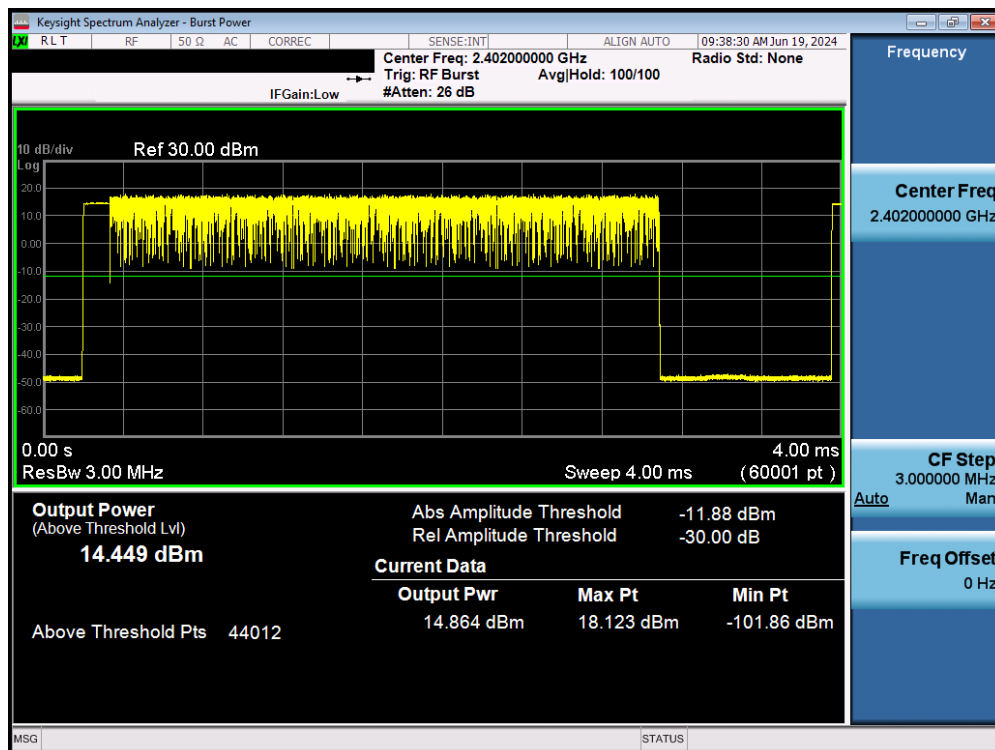 Keysight Spectrum Analyzer - Burst Power
LXI RLT RF 50 Ω AC CORREC SENSE:INT ALIGN AUTO 09:38:30 AM Jun 19, 2024
Center Freq: 2.402000000 GHz Radio Std: None
Trig: RF Burst Avg|Hold: 100/100
IFGain:Low #Atten: 26 dB
Frequency
10 dB/div Ref 30.00 dBm
Log
20.0
10.0
0.00
-10.0
-20.0
-30.0
-40.0
-50.0
-60.0
0.00 s 4.00 ms
ResBw 3.00 MHz Sweep 4.00 ms (60001 pt)
Center Freq
2.402000000 GHz
CF Step
3.000000 MHz
Auto Man
Freq Offset
0 Hz
Output Power
(Above Threshold Lvl)
14.449 dBm
Above Threshold Pts 44012
Abs Amplitude Threshold -11.88 dBm
Rel Amplitude Threshold -30.00 dB
Current Data
Output Pwr Max Pt Min Pt
14.864 dBm 18.123 dBm -101.86 dBm
MSG STATUS